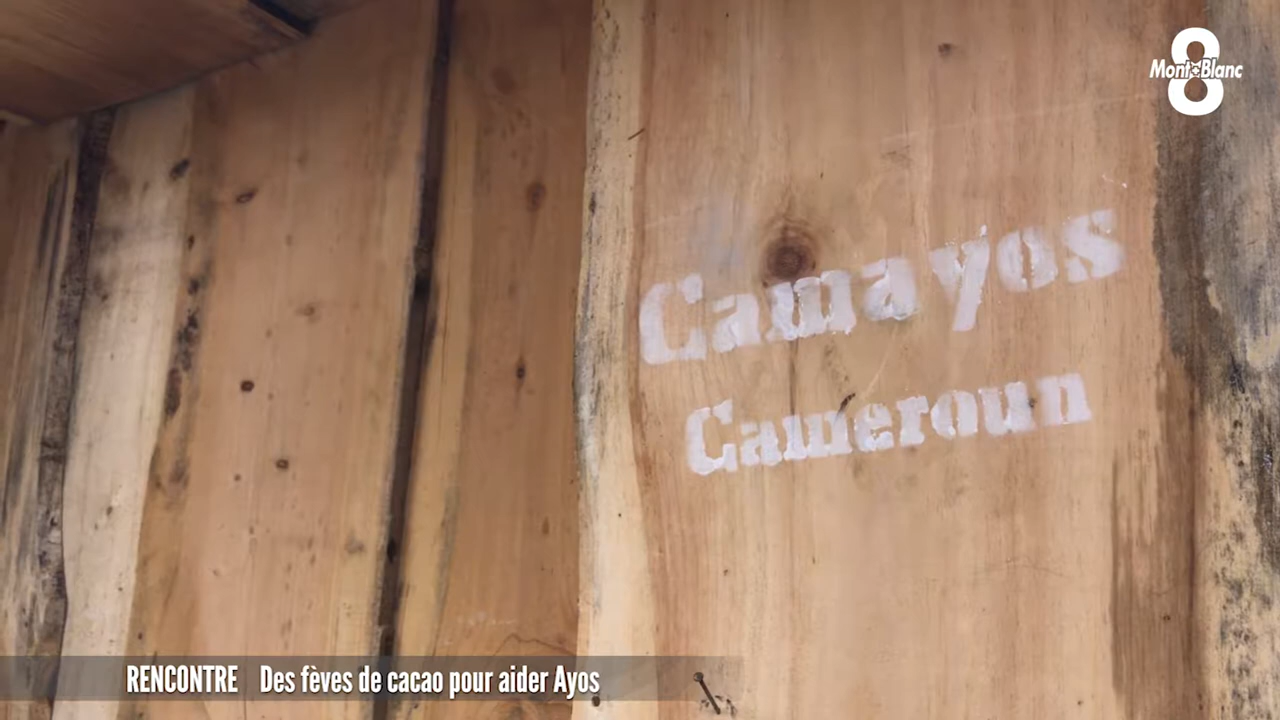 8
Mont Blanc
Camayos
Cameroun
RENCONTRE Des fèves de cacao pour aider Ayos